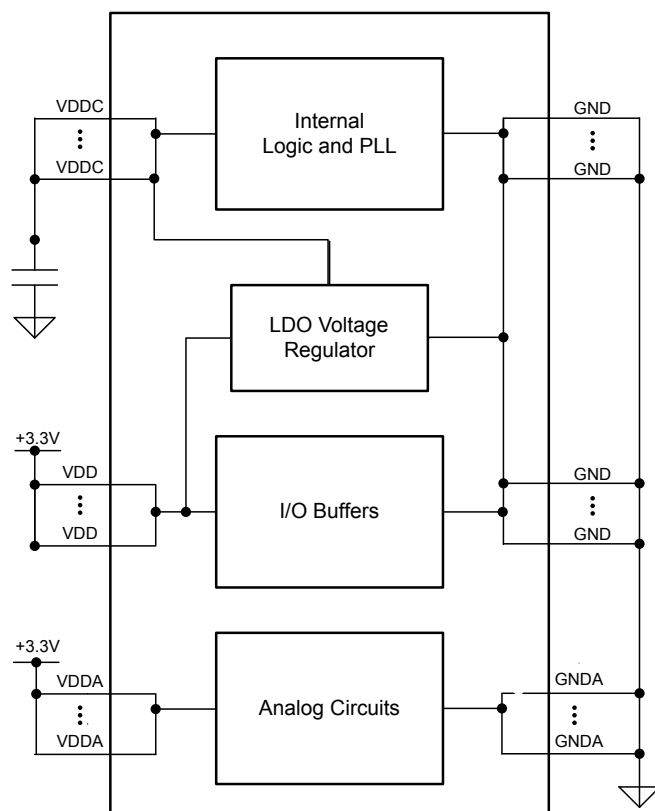 VDDC
VDDC
Internal
Logic and PLL
GND
GND
LDO Voltage
Regulator
+3.3V
VDD
VDD
I/O Buffers
GND
GND
+3.3V
VDDA
VDDA
Analog Circuits
GNDA
GNDA